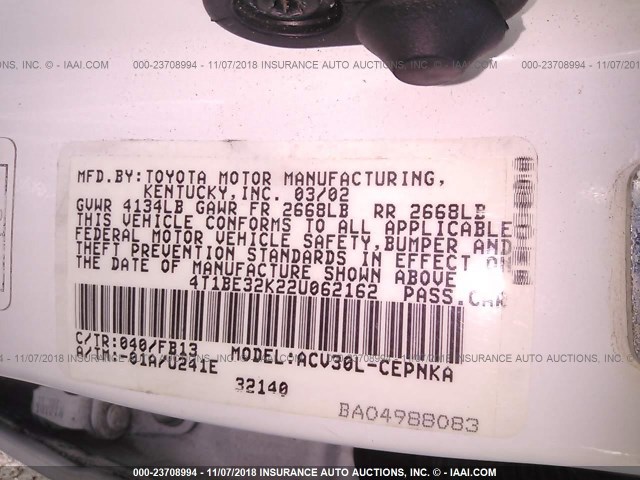 000-23708994 - 11/07/2018 INSURANCE AUTO AUCTIONS, INC. - IAAI.COM
MFD.BY:TOYOTA MOTOR MANUFACTURING,
KENTUCKY,INC. 03/02
GVWR 4134LB GAWR FR 2668LB RR 2668LB
THIS VEHICLE CONFORMS TO ALL APPLICABLE
FEDERAL MOTOR VEHICLE SAFETY,BUMPER AND
THEFT PREVENTION STANDARDS IN EFFECT ON
THE DATE OF MANUFACTURE SHOWN ABOVE.
4T1BE32K22U062162 PASS.CAR
C/TR:040/FB13 MODEL:ACV30L-CEPNKA
A/TM:-01A/U241E
32140
BA04988083
000-23708994 - 11/07/2018 INSURANCE AUTO AUCTIONS, INC. - IAAI.COM